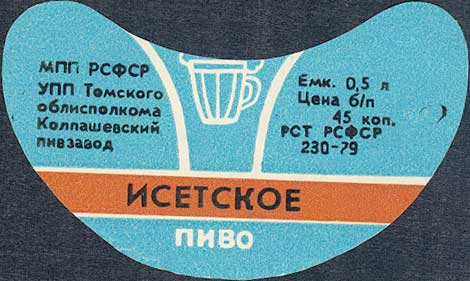 МПП РСФСР
УПП Томского
облисполкома
Колпашевский
пивзавод
Емк. 0,5 л
Цена б/п
45 коп.
РСТ РСФСР
230-79
ИСЕТСКОЕ
ПИВО